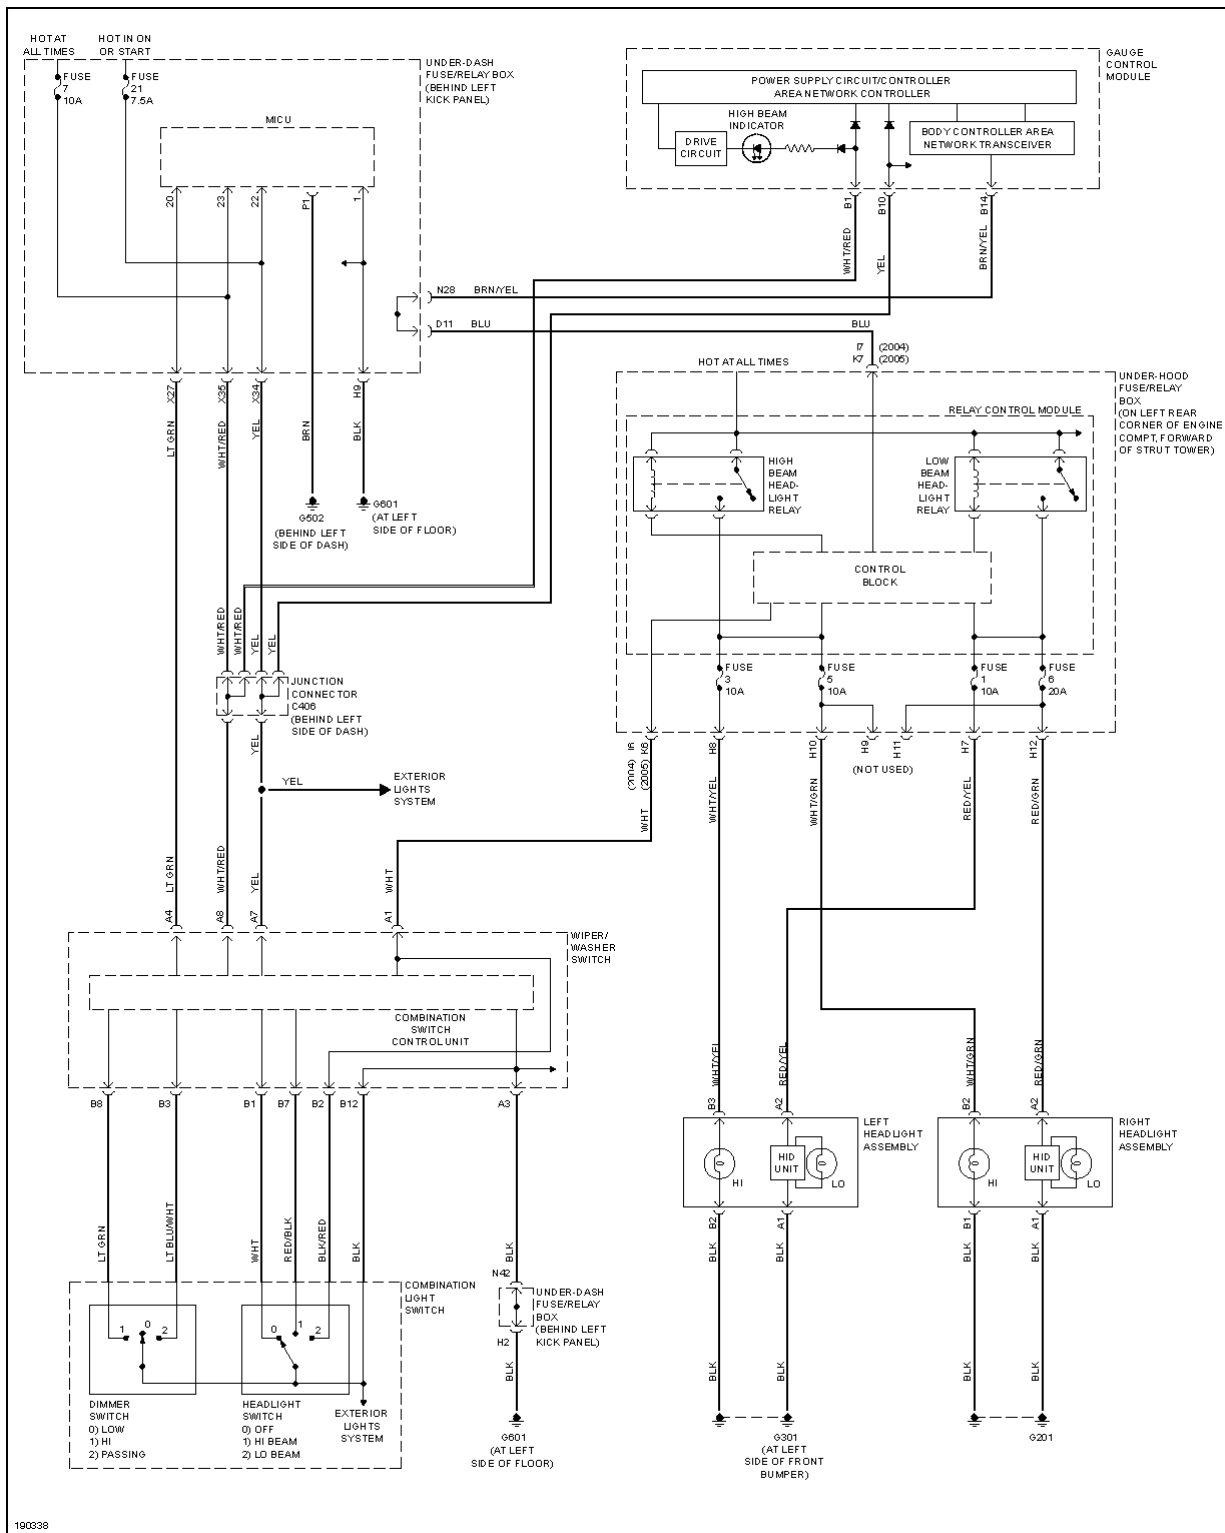 HOT AT
ALL TIMES
HOT IN ON
OR START
FUSE
7
10A
FUSE
21
7.5A
UNDER-DASH
FUSE/RELAY BOX
(BEHIND LEFT
KICK PANEL)
MICU
20
23
22
P1
1
GAUGE
CONTROL
MODULE
POWER SUPPLY CIRCUIT/CONTROLLER
AREA NETWORK CONTROLLER
HIGH BEAM
INDICATOR
DRIVE
CIRCUIT
BODY CONTROLLER AREA
NETWORK TRANSCEIVER
B1
B10
B14
WHT/RED
YEL
BRN/YEL
N28
BRN/YEL
D11
BLU
BLU
I7 (2004)
K7 (2005)
HOT AT ALL TIMES
X27
X35
X34
H9
LT GRN
WHT/RED
YEL
BRN
BLK
G502
(BEHIND LEFT
SIDE OF DASH)
G601
(AT LEFT
SIDE OF FLOOR)
UNDER-HOOD
FUSE/RELAY
BOX
(ON LEFT REAR
CORNER OF ENGINE
COMPT, FORWARD
OF STRUT TOWER)
RELAY CONTROL MODULE
HIGH
BEAM
HEAD-
LIGHT
RELAY
LOW
BEAM
HEAD-
LIGHT
RELAY
CONTROL
BLOCK
FUSE
3
10A
FUSE
5
10A
FUSE
1
10A
FUSE
6
20A
WHT/RED
WHT/RED
YEL
YEL
JUNCTION
CONNECTOR
C406
(BEHIND LEFT
SIDE OF DASH)
YEL
YEL
EXTERIOR
LIGHTS
SYSTEM
(2004) I6
(2005) K6
H8
H10
H9
H11
H7
H12
(NOT USED)
WHT
WHT/YEL
WHT/GRN
RED/YEL
RED/GRN
LT GRN
WHT/RED
YEL
WHT
A4
A8
A7
A1
WIPER/
WASHER
SWITCH
COMBINATION
SWITCH
CONTROL UNIT
B8
B3
B1
B7
B2
B12
A3
WHT/YEL
RED/YEL
WHT/GRN
RED/GRN
B3
A2
B2
A2
LEFT
HEADLIGHT
ASSEMBLY
RIGHT
HEADLIGHT
ASSEMBLY
HI
HID
UNIT
LO
HI
HID
UNIT
LO
B2
A1
B1
A1
BLK
BLK
BLK
BLK
LT GRN
LT BLU/WHT
WHT
RED/BLK
BLK/RED
BLK
BLK
COMBINATION
LIGHT
SWITCH
1
0
2
0
1
2
N42
UNDER-DASH
FUSE/RELAY
BOX
(BEHIND LEFT
KICK PANEL)
H2
BLK
BLK
BLK
BLK
BLK
DIMMER
SWITCH
0) LOW
1) HI
2) PASSING
HEADLIGHT
SWITCH
0) OFF
1) HI BEAM
2) LO BEAM
EXTERIOR
LIGHTS
SYSTEM
G601
(AT LEFT
SIDE OF FLOOR)
G301
(AT LEFT
SIDE OF FRONT
BUMPER)
G201
190338